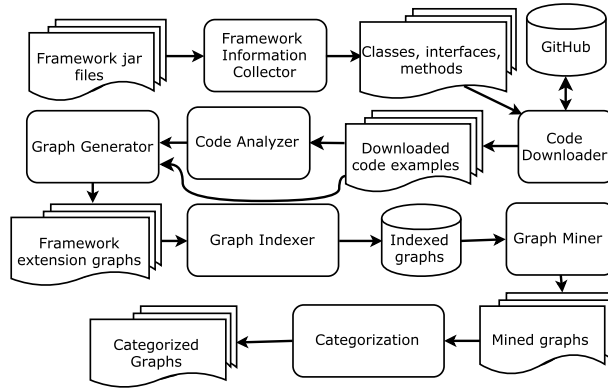 Framework jar
files
Framework
Information
Collector
Classes, interfaces,
methods
GitHub
Graph Generator
Code Analyzer
Downloaded
code examples
Code
Downloader
Framework
extension graphs
Graph Indexer
Indexed
graphs
Graph Miner
Categorized
Graphs
Categorization
Mined graphs